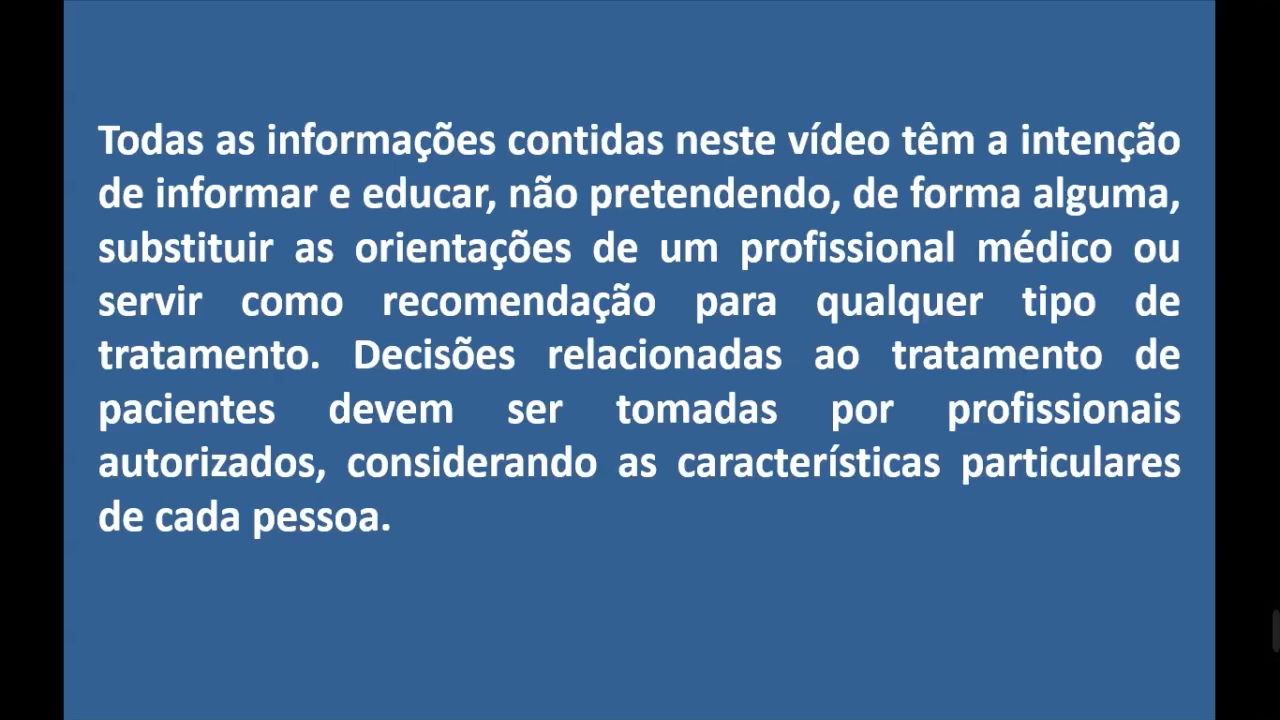 Todas as informações contidas neste vídeo têm a intenção
de informar e educar, não pretendendo, de forma alguma,
substituir as orientações de um profissional médico ou
servir como recomendação para qualquer tipo de
tratamento. Decisões relacionadas ao tratamento de
pacientes devem ser tomadas por profissionais
autorizados, considerando as características particulares
de cada pessoa.